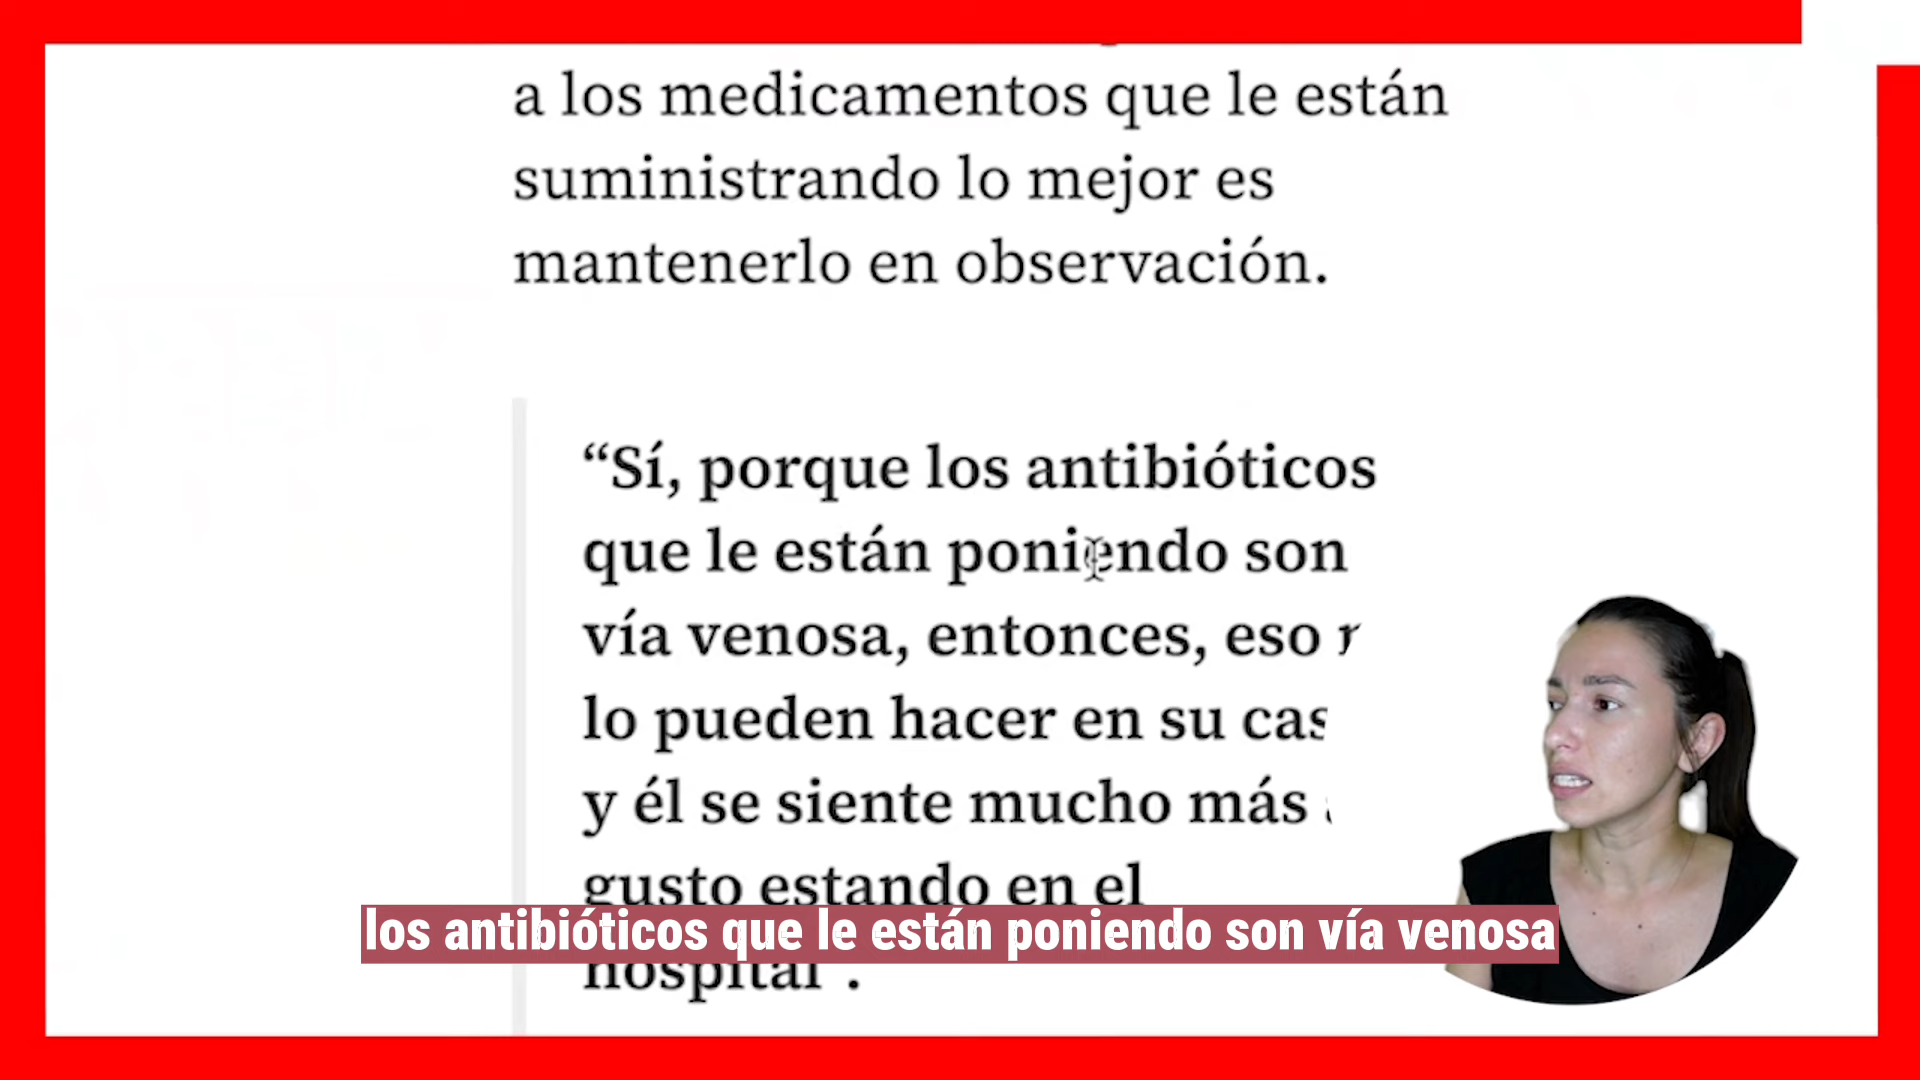 a los medicamentos que le están
suministrando lo mejor es
mantenerlo en observación.
“Sí, porque los antibióticos
que le están poniendo son
vía venosa, entonces, eso
lo pueden hacer en su
y él se siente mucho más
gusto estando en el
hospital”.
los antibióticos que le están poniendo son vía venosa